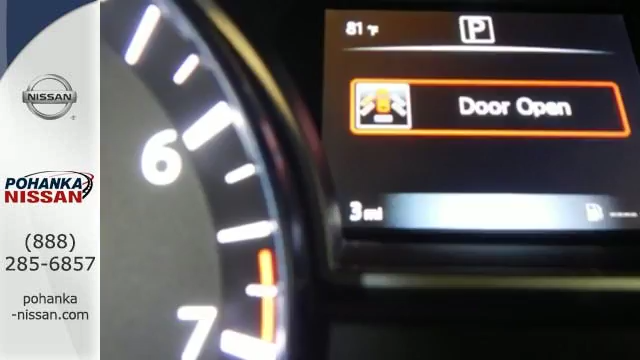 NISSAN
POHANKA
NISSAN
(888)
285-6857
pohanka
-nissan.com
6
7
81 °F
P
Door Open
3 mi
----